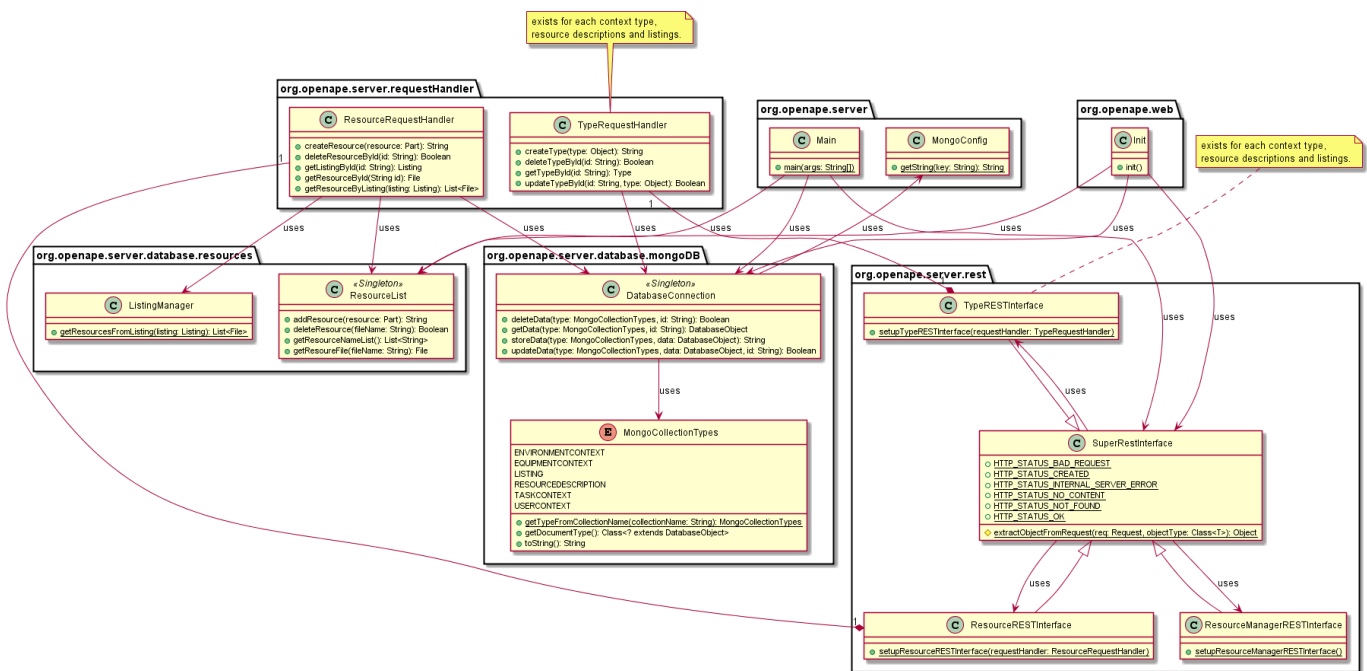 exists for each context type,
resource descriptions and listings.
org.openape.server.requestHandler
C ResourceRequestHandler
createResource(resource: Part): String
deleteResourceById(id: String): Boolean
getListingById(id: String): Listing
getResoureById(String id): File
getResoureByListing(listing: Listing): List<File>
C TypeRequestHandler
createType(type: Object): String
deleteTypeById(id: String): Boolean
getTypeById(id: String): Type
updateTypeById(id: String, type: Object): Boolean
org.openape.server
C Main
main(args: String[])
C MongoConfig
getString(key: String): String
org.openape.web
C Init
init()
exists for each context type,
resource descriptions and listings.
1
1
uses
uses
uses
uses
uses
uses
uses
uses
uses
uses
org.openape.server.database.resources
C ListingManager
getResourcesFromListing(listing: Listing): List<File>
C «Singleton»
ResourceList
addResource(resource: Part): String
deleteResource(fileName: String): Boolean
getResourceNameList(): List<String>
getResoureFile(fileName: String): File
org.openape.server.database.mongoDB
C «Singleton»
DatabaseConnection
deleteData(type: MongoCollectionTypes, id: String): Boolean
getData(type: MongoCollectionTypes, id: String): DatabaseObject
storeData(type: MongoCollectionTypes, data: DatabaseObject): String
updateData(type: MongoCollectionTypes, data: DatabaseObject, id: String): Boolean
uses
E MongoCollectionTypes
ENVIRONMENTCONTEXT
EQUIPMENTCONTEXT
LISTING
RESOURCEDESCRIPTION
TASKCONTEXT
USERCONTEXT
getTypeFromCollectionName(collectionName: String): MongoCollectionTypes
getDocumentType(): Class<? extends DatabaseObject>
toString(): String
org.openape.server.rest
C TypeRESTInterface
setupTypeRESTInterface(requestHandler: TypeRequestHandler)
uses
C SuperRestInterface
HTTP_STATUS_BAD_REQUEST
HTTP_STATUS_CREATED
HTTP_STATUS_INTERNAL_SERVER_ERROR
HTTP_STATUS_NO_CONTENT
HTTP_STATUS_NOT_FOUND
HTTP_STATUS_OK
extractObjectFromRequest(req: Request, objectType: Class<T>): Object
uses
uses
1
C ResourceRESTInterface
setupResourceRESTInterface(requestHandler: ResourceRequestHandler)
C ResourceManagerRESTInterface
setupResourceManagerRESTInterface()